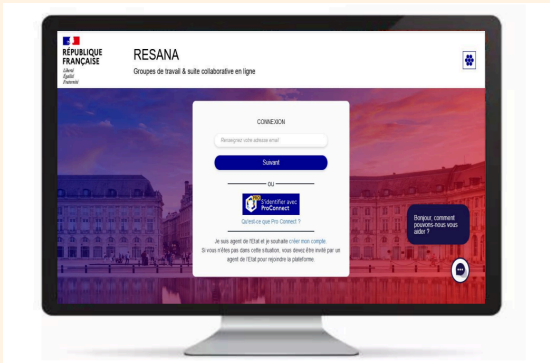 RÉPUBLIQUE
FRANÇAISE
Liberté
Égalité
Fraternité
RESANA
Groupes de travail & suite collaborative en ligne
CONNEXION
Renseignez votre adresse email
Suivant
OU
S'identifier avec
ProConnect
Qu'est-ce que Pro Connect ?
Je suis agent de l'Etat et je souhaite créer mon compte.
Si vous n'êtes pas dans cette situation, vous devez être invité par un
agent de l'Etat pour rejoindre la plateforme.
Bonjour, comment
pouvons-nous vous
aider ?